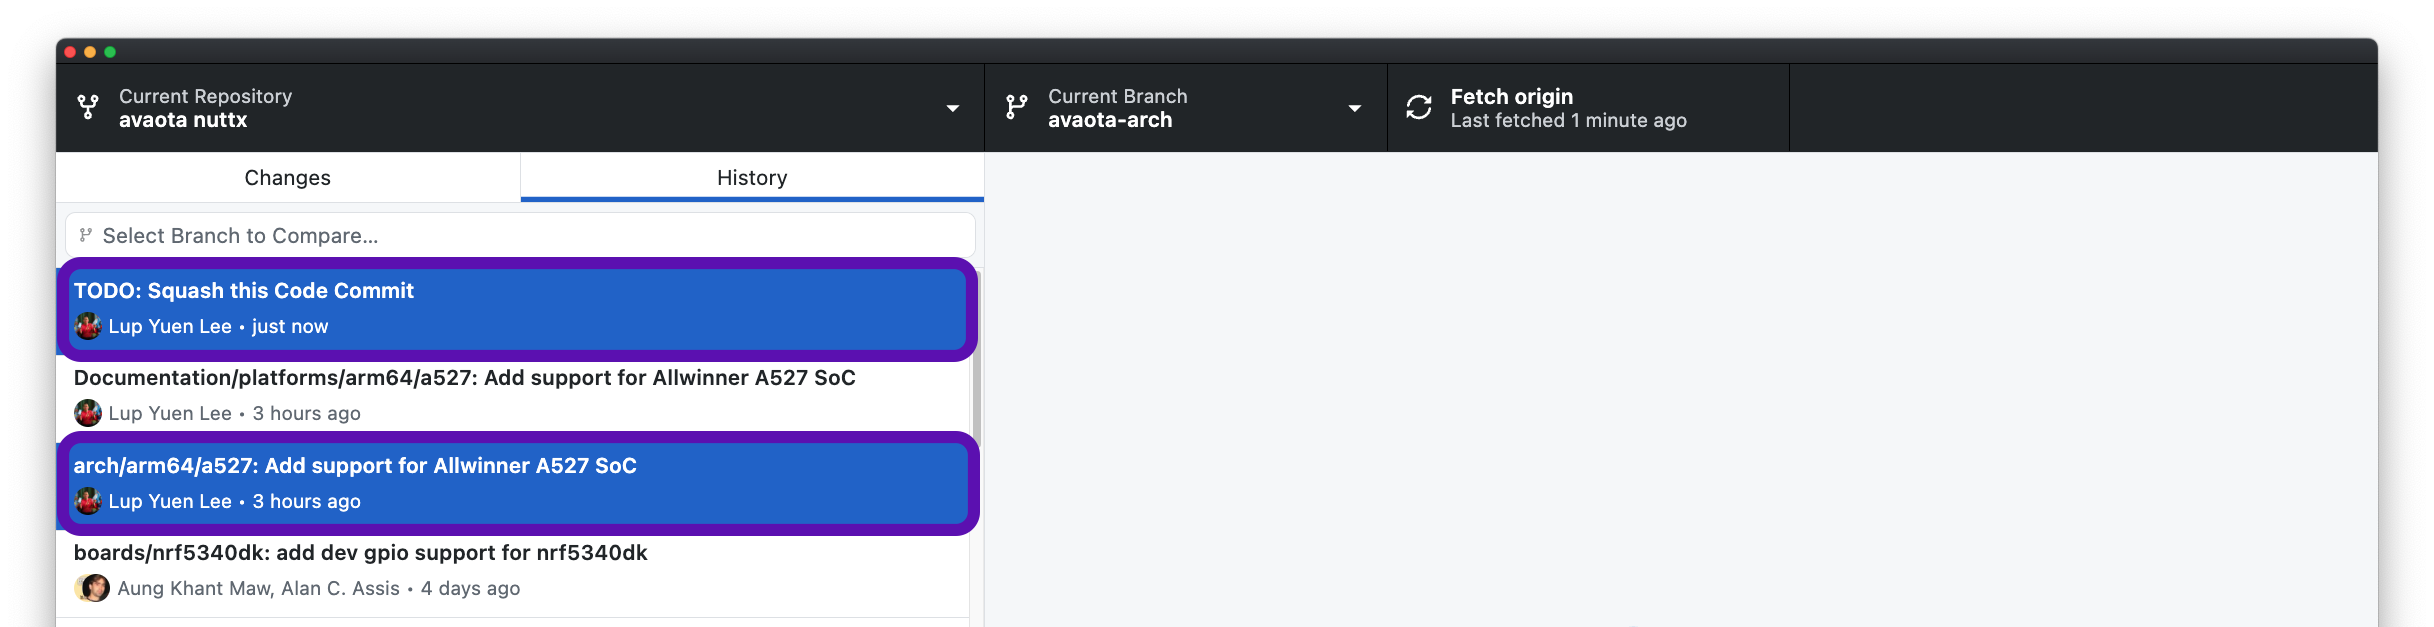 Current Repository
avaota nuttx
Current Branch
avaota-arch
Fetch origin
Last fetched 1 minute ago
Changes
History
Select Branch to Compare...
TODO: Squash this Code Commit
Lup Yuen Lee • just now
Documentation/platforms/arm64/a527: Add support for Allwinner A527 SoC
Lup Yuen Lee • 3 hours ago
arch/arm64/a527: Add support for Allwinner A527 SoC
Lup Yuen Lee • 3 hours ago
boards/nrf5340dk: add dev gpio support for nrf5340dk
Aung Khant Maw, Alan C. Assis • 4 days ago